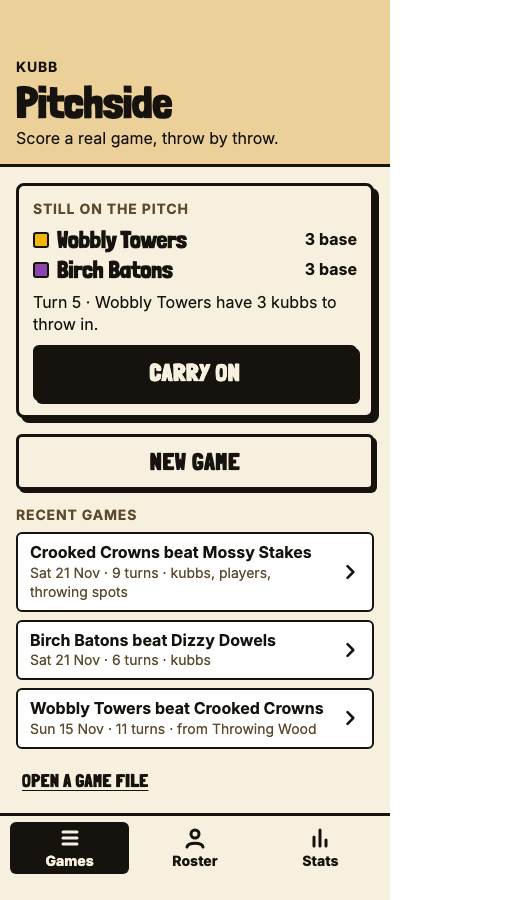 KUBB
Pitchside
Score a real game, throw by throw.
STILL ON THE PITCH
Wobbly Towers 3 base
Birch Batons 3 base
Turn 5 · Wobbly Towers have 3 kubbs to
throw in.
CARRY ON
NEW GAME
RECENT GAMES
Crooked Crowns beat Mossy Stakes
Sat 21 Nov · 9 turns · kubbs, players,
throwing spots
Birch Batons beat Dizzy Dowels
Sat 21 Nov · 6 turns · kubbs
Wobbly Towers beat Crooked Crowns
Sun 15 Nov · 11 turns · from Throwing Wood
OPEN A GAME FILE
Games Roster Stats